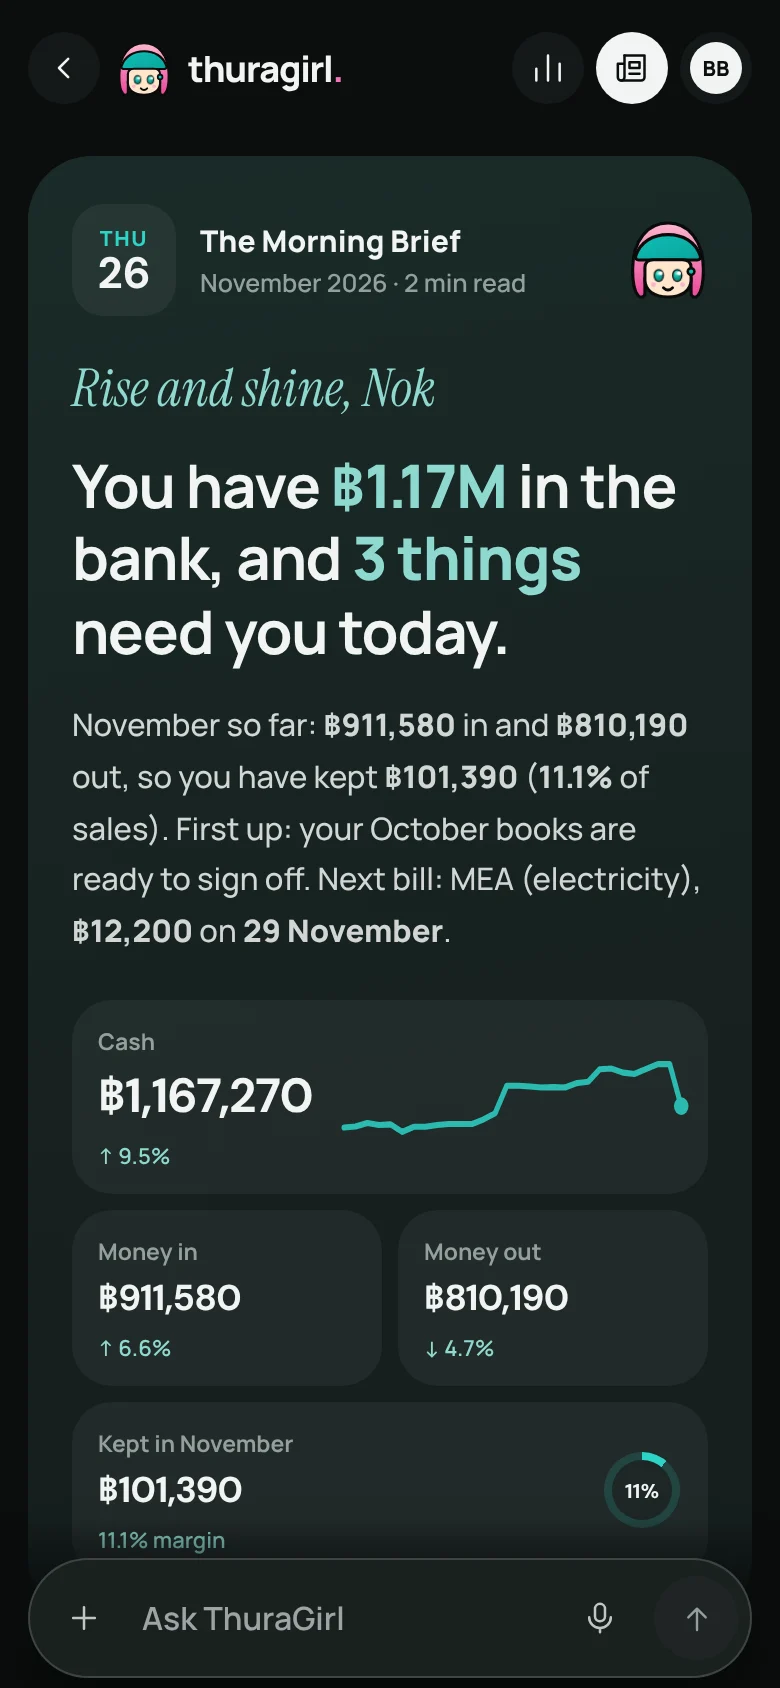 thuragirl.
BB
THU
26
The Morning Brief
November 2026 · 2 min read
Rise and shine, Nok
You have ฿1.17M in the
bank, and 3 things
need you today.
November so far: ฿911,580 in and ฿810,190
out, so you have kept ฿101,390 (11.1% of
sales). First up: your October books are
ready to sign off. Next bill: MEA (electricity),
฿12,200 on 29 November.
Cash
฿1,167,270
↑ 9.5%
Money in
฿911,580
↑ 6.6%
Money out
฿810,190
↓ 4.7%
Kept in November
฿101,390
11.1% margin
11%
Ask ThuraGirl